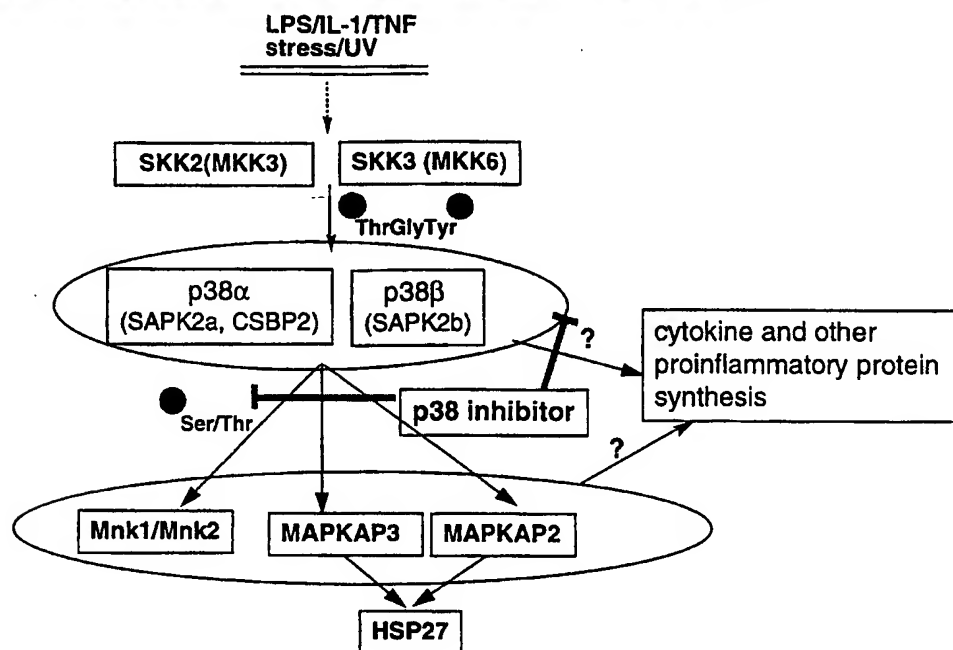 LPS/IL-1/TNF
stress/UV
SKK2(MKK3)
SKK3 (MKK6)
ThrGlyTyr
p38α
(SAPK2a, CSBP2)
p38β
(SAPK2b)
?
cytokine and other
proinflammatory protein
synthesis
Ser/Thr
p38 inhibitor
?
Mnk1/Mnk2
MAPKAP3
MAPKAP2
HSP27